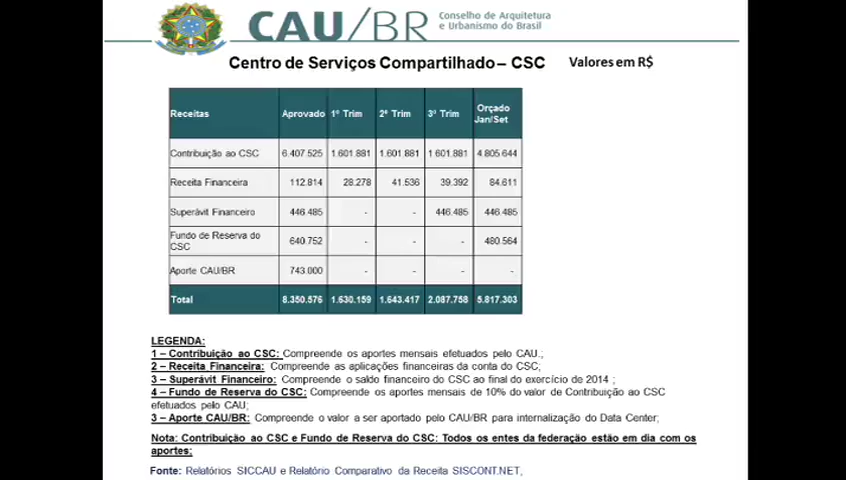 CAU/BR
Conselho de Arquitetura
e Urbanismo do Brasil
Centro de Serviços Compartilhado – CSC Valores em R$
Receitas Aprovado 1º Trim 2º Trim 3º Trim Orçado Jan/Set
Contribuição ao CSC 6.407.525 1.601.881 1.601.881 1.601.881 4.805.644
Receita Financeira 112.814 28.278 41.536 39.392 84.611
Superávit Financeiro 446.485 - - 446.485 446.485
Fundo de Reserva do CSC 640.752 - - - 480.564
Aporte CAU/BR 743.000 - - - -
Total 8.350.576 1.630.159 1.643.417 2.087.758 5.817.303
LEGENDA:
1 – Contribuição ao CSC: Compreende os aportes mensais efetuados pelo CAU.;
2 – Receita Financeira: Compreende as aplicações financeiras da conta do CSC;
3 – Superávit Financeiro: Compreende o saldo financeiro do CSC ao final do exercício de 2014 ;
4 – Fundo de Reserva do CSC: Compreende os aportes mensais de 10% do valor de Contribuição ao CSC
efetuados pelo CAU;
3 – Aporte CAU/BR: Compreende o valor a ser aportado pelo CAU/BR para internalização do Data Center;
Nota: Contribuição ao CSC e Fundo de Reserva do CSC: Todos os entes da federação estão em dia com os
aportes;
Fonte: Relatórios SICCAU e Relatório Comparativo da Receita SISCONT.NET,